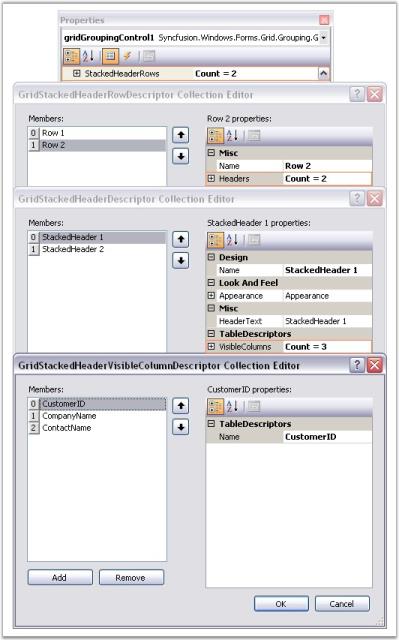 Properties
gridGroupingControl1 Syncfusion.Windows.Forms.Grid.Grouping.G
StackedHeaderRows Count = 2
GridStackedHeaderRowDescriptor Collection Editor
Members:
0 Row 1
1 Row 2
Row 2 properties:
Misc
Name Row 2
Headers Count = 2
GridStackedHeaderDescriptor Collection Editor
Members:
0 StackedHeader 1
1 StackedHeader 2
StackedHeader 1 properties:
Design
Name StackedHeader 1
Look And Feel
Appearance Appearance
Misc
HeaderText StackedHeader 1
TableDescriptors
VisibleColumns Count = 3
GridStackedHeaderVisibleColumnDescriptor Collection Editor
Members:
0 CustomerID
1 CompanyName
2 ContactName
CustomerID properties:
TableDescriptors
Name CustomerID
Add Remove
OK Cancel